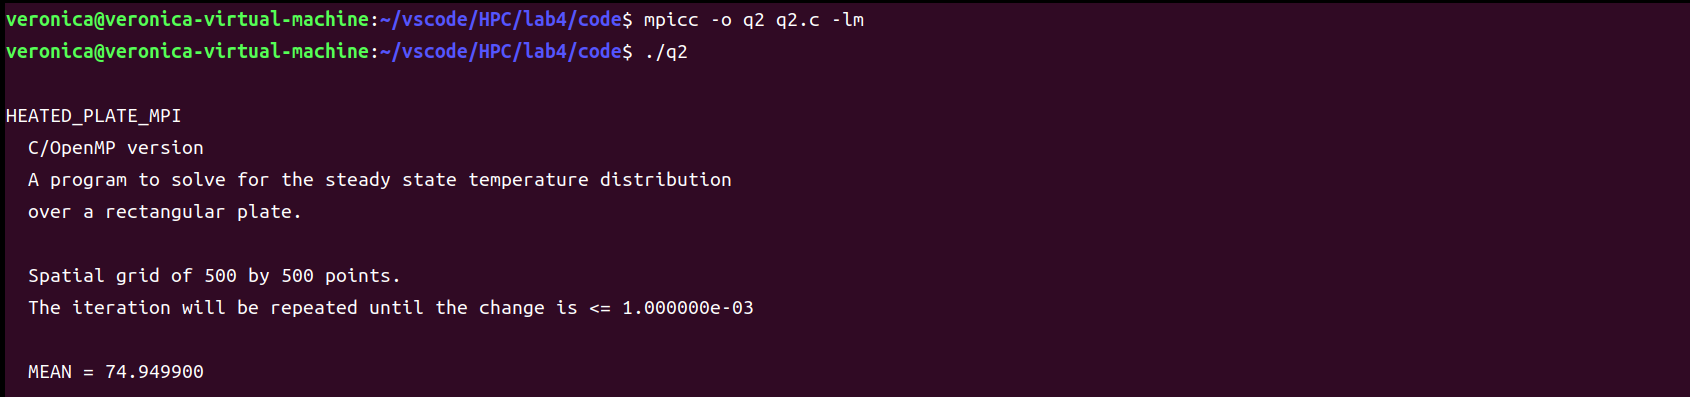 veronica@veronica-virtual-machine:~/vscode/HPC/lab4/code$ mpicc -o q2 q2.c -lm
veronica@veronica-virtual-machine:~/vscode/HPC/lab4/code$ ./q2
HEATED_PLATE_MPI
C/OpenMP version
A program to solve for the steady state temperature distribution
over a rectangular plate.
Spatial grid of 500 by 500 points.
The iteration will be repeated until the change is <= 1.000000e-03
MEAN = 74.949900